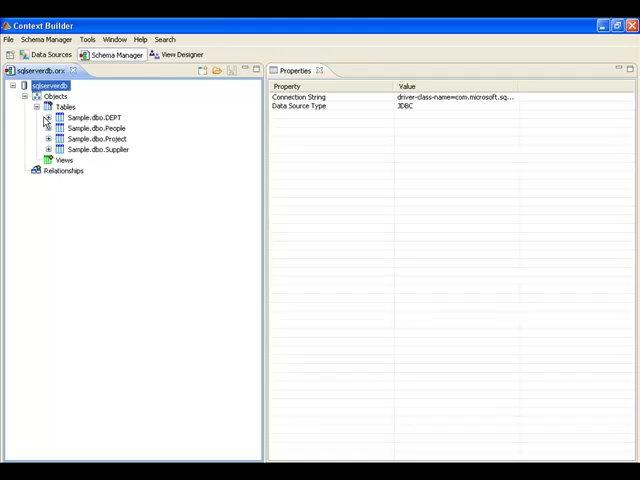 Context Builder
File Schema Manager Tools Window Help Search
Data Sources Schema Manager View Designer
sqlserverdb.orx Properties
sqlserverdb
Objects
Tables
Sample.dbo.DEPT
Sample.dbo.People
Sample.dbo.Project
Sample.dbo.Supplier
Views
Relationships
Property Value
Connection String driver-class-name=com.microsoft.sq...
Data Source Type JDBC